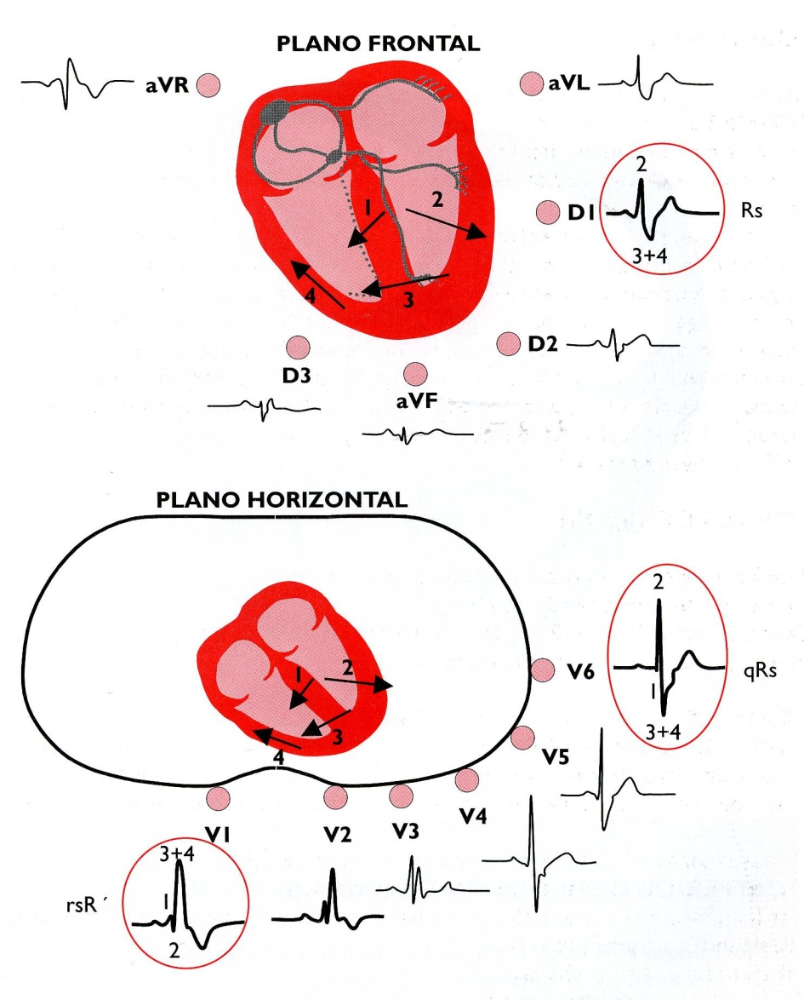 PLANO FRONTAL
aVR
aVL
2
1
2
D1
Rs
3+4
4
3
D2
D3
aVF
PLANO HORIZONTAL
2
1
2
V6
qRs
1
3
3+4
4
V5
V4
V1
V2
V3
3+4
1
rsR ´
2